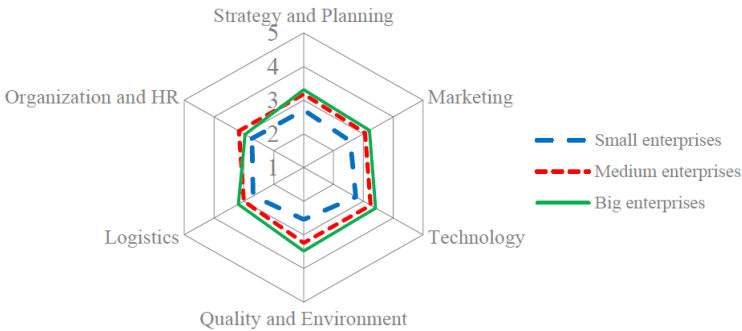 Strategy and Planning
5
4
3
2
1
Organization and HR
Marketing
Logistics
Technology
Quality and Environment
Small enterprises
Medium enterprises
Big enterprises